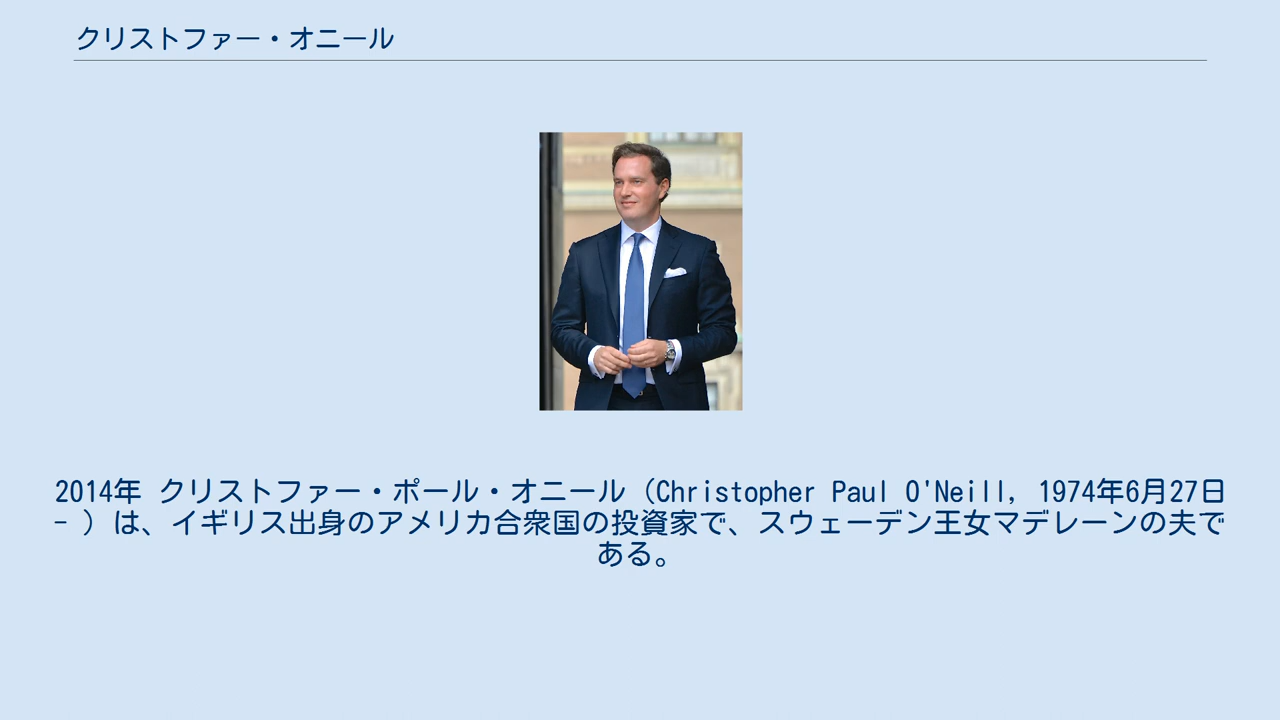 クリストファー・オニール
2014年 クリストファー・ポール・オニール（Christopher Paul O'Neill, 1974年6月27日
- ）は、イギリス出身のアメリカ合衆国の投資家で、スウェーデン王女マデレーンの夫で
ある。